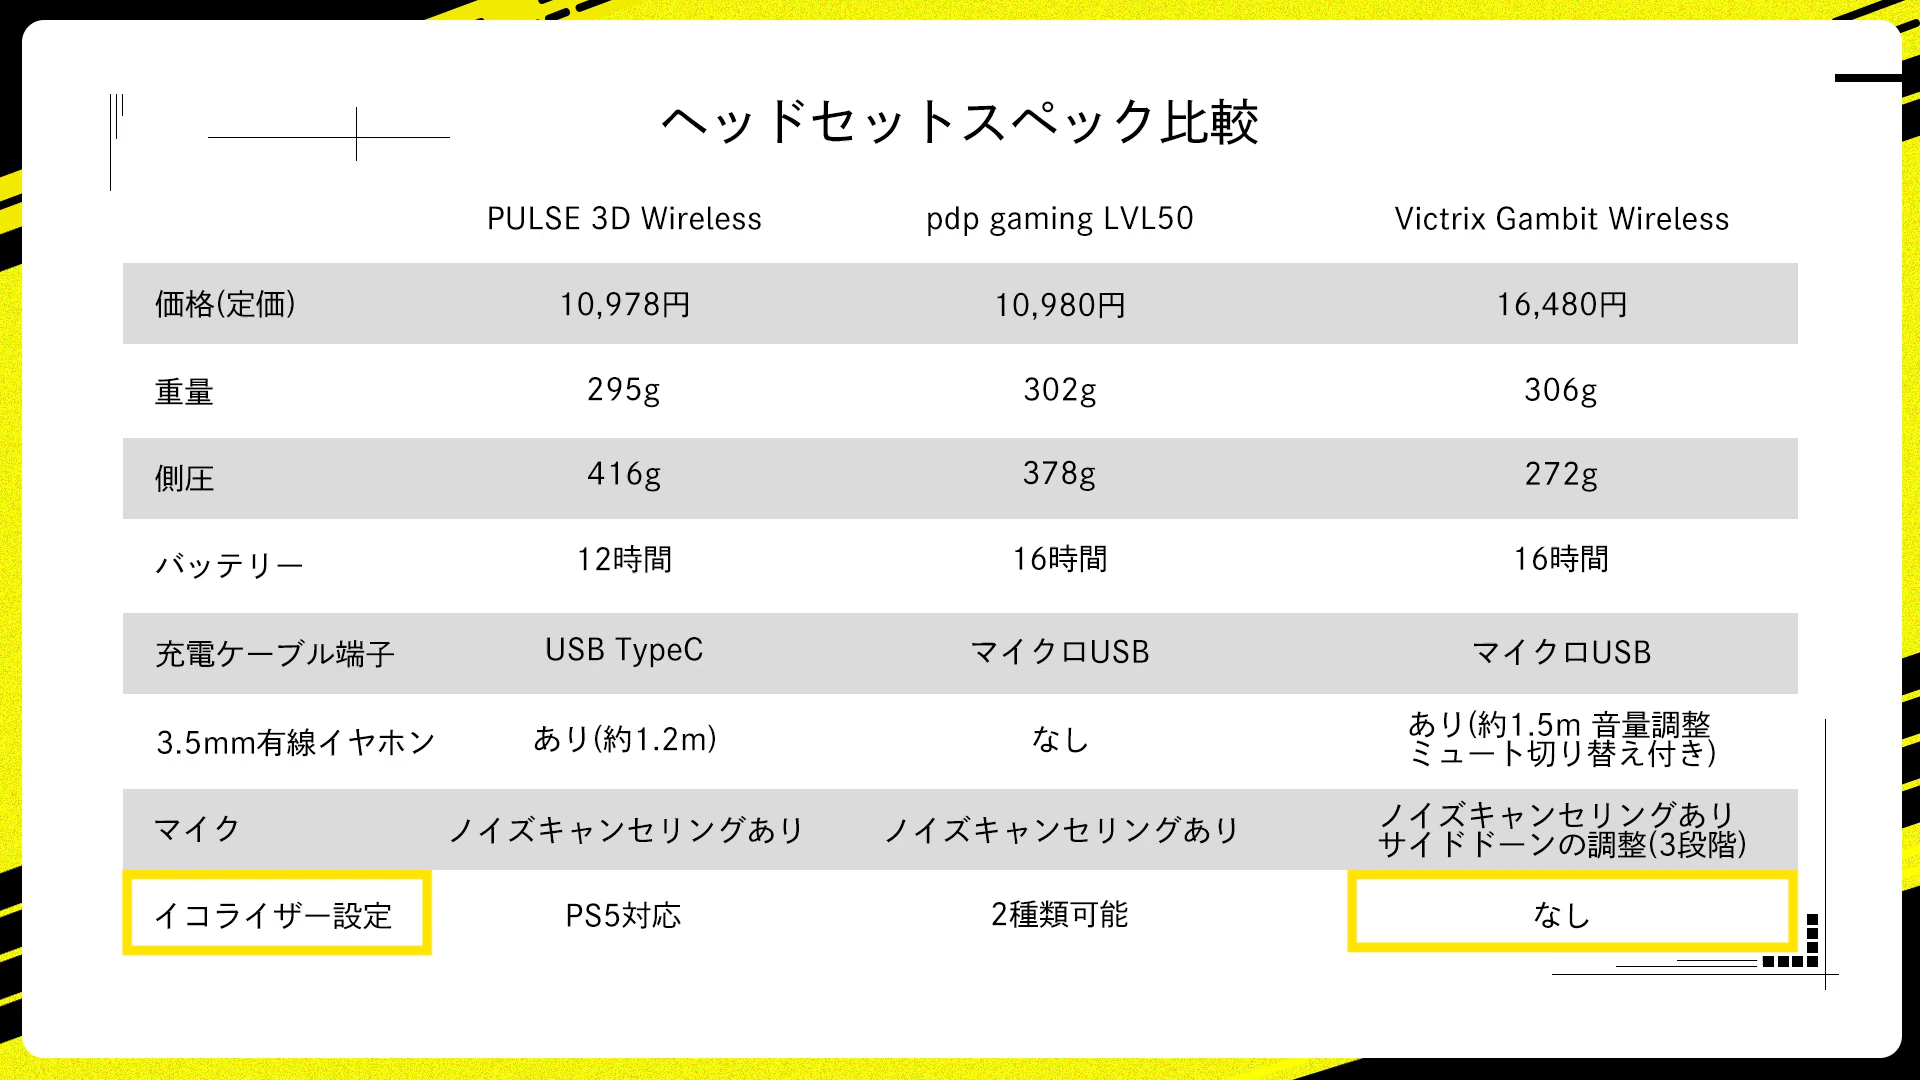 ヘッドセットスペック比較
PULSE 3D Wireless pdp gaming LVL50 Victrix Gambit Wireless
価格(定価) 10,978円 10,980円 16,480円
重量 295g 302g 306g
側圧 416g 378g 272g
バッテリー 12時間 16時間 16時間
充電ケーブル端子 USB TypeC マイクロUSB マイクロUSB
3.5mm有線イヤホン あり(約1.2m) なし あり(約1.5m 音量調整
ミュート切り替え付き)
マイク ノイズキャンセリングあり ノイズキャンセリングあり ノイズキャンセリングあり
サイドドーンの調整(3段階)
イコライザー設定 PS5対応 2種類可能 なし